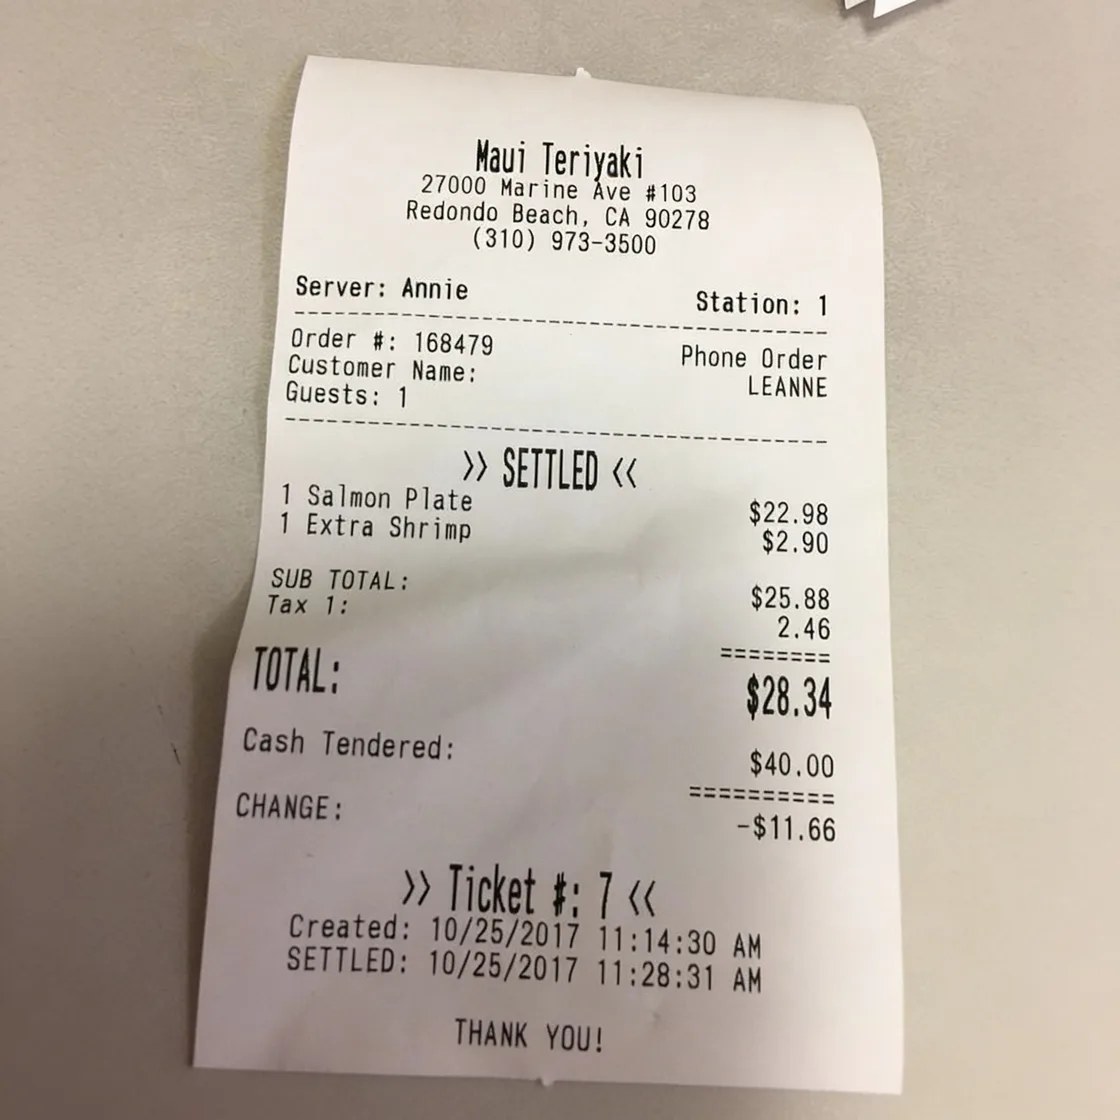 Maui Teriyaki
27000 Marine Ave #103
Redondo Beach, CA 90278
(310) 973-3500
Server: Annie Station: 1
--------------------------------------
Order #: 168479 Phone Order
Customer Name: LEANNE
Guests: 1
--------------------------------------
>> SETTLED <<
1 Salmon Plate $22.98
1 Extra Shrimp $2.90
SUB TOTAL: $25.88
Tax 1: 2.46
========
TOTAL: $28.34
Cash Tendered: $40.00
==========
CHANGE: -$11.66
>> Ticket #: 7 <<
Created: 10/25/2017 11:14:30 AM
SETTLED: 10/25/2017 11:28:31 AM
THANK YOU!